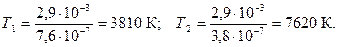 T₁ = 2,9·10⁻³ / 7,6·10⁻⁷ = 3810 К; T₂ = 2,9·10⁻³ / 3,8·10⁻⁷ = 7620 К.